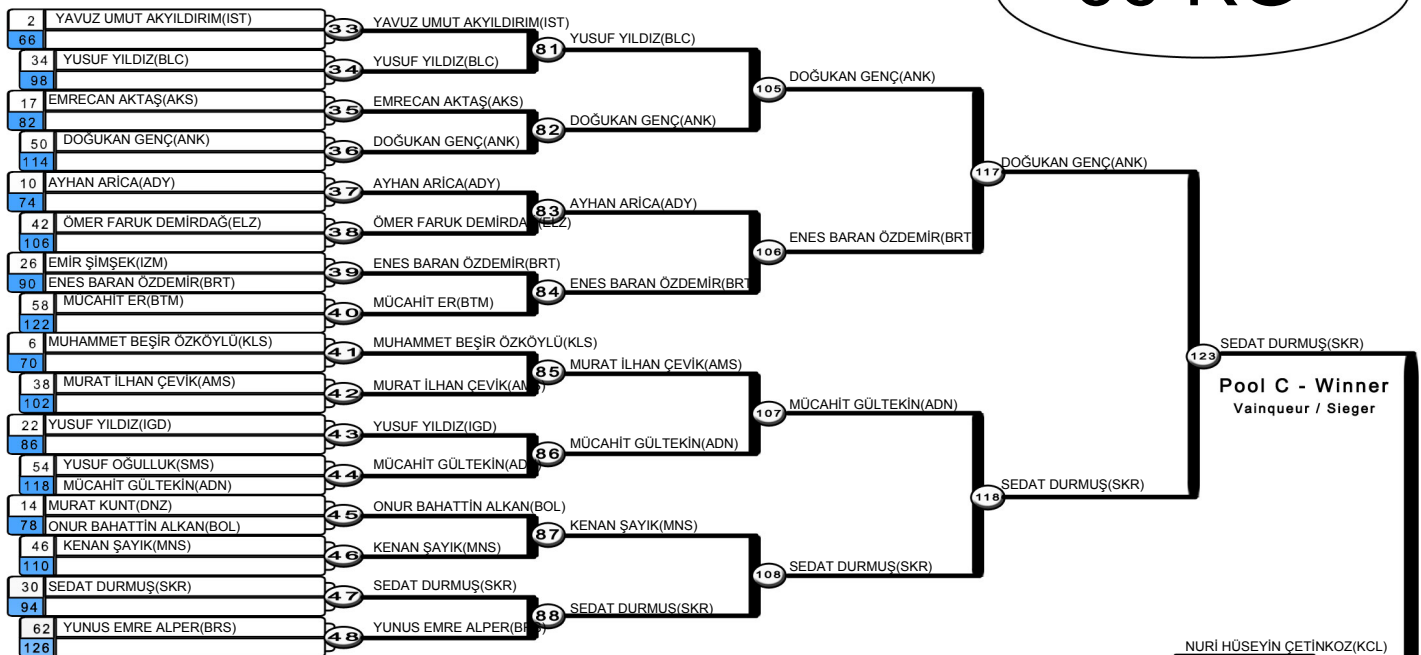 KG
2 YAVUZ UMUT AKYILDIRIM(IST)
66
34 YUSUF YILDIZ(BLC)
98
17 EMRECAN AKTAŞ(AKS)
82
50 DOĞUKAN GENÇ(ANK)
114
10 AYHAN ARİCA(ADY)
74
42 ÖMER FARUK DEMİRDAĞ(ELZ)
106
26 EMİR ŞİMŞEK(IZM)
90 ENES BARAN ÖZDEMİR(BRT)
58 MÜCAHİT ER(BTM)
122
6 MUHAMMET BEŞİR ÖZKÖYLÜ(KLS)
70
38 MURAT İLHAN ÇEVİK(AMS)
102
22 YUSUF YILDIZ(IGD)
86
54 YUSUF OĞULLUK(SMS)
118 MÜCAHİT GÜLTEKİN(ADN)
14 MURAT KUNT(DNZ)
78 ONUR BAHATTİN ALKAN(BOL)
46 KENAN ŞAYIK(MNS)
110
30 SEDAT DURMUŞ(SKR)
94
62 YUNUS EMRE ALPER(BRS)
126
33 YAVUZ UMUT AKYILDIRIM(IST)
34 YUSUF YILDIZ(BLC)
35 EMRECAN AKTAŞ(AKS)
36 DOĞUKAN GENÇ(ANK)
37 AYHAN ARİCA(ADY)
38 ÖMER FARUK DEMİRDAĞ(ELZ)
39 ENES BARAN ÖZDEMİR(BRT)
40 MÜCAHİT ER(BTM)
41 MUHAMMET BEŞİR ÖZKÖYLÜ(KLS)
42 MURAT İLHAN ÇEVİK(AMS)
43 YUSUF YILDIZ(IGD)
44 MÜCAHİT GÜLTEKİN(ADN)
45 ONUR BAHATTİN ALKAN(BOL)
46 KENAN ŞAYIK(MNS)
47 SEDAT DURMUŞ(SKR)
48 YUNUS EMRE ALPER(BRS)
81 YUSUF YILDIZ(BLC)
82 DOĞUKAN GENÇ(ANK)
83 AYHAN ARİCA(ADY)
84 ENES BARAN ÖZDEMİR(BRT
85 MURAT İLHAN ÇEVİK(AMS)
86 MÜCAHİT GÜLTEKİN(ADN)
87 KENAN ŞAYIK(MNS)
88 SEDAT DURMUŞ(SKR)
105 DOĞUKAN GENÇ(ANK)
106 ENES BARAN ÖZDEMİR(BRT
107 MÜCAHİT GÜLTEKİN(ADN)
108 SEDAT DURMUŞ(SKR)
117 DOĞUKAN GENÇ(ANK)
118 SEDAT DURMUŞ(SKR)
123 SEDAT DURMUŞ(SKR)
Pool C - Winner
Vainqueur / Sieger
NURİ HÜSEYİN ÇETİNKOZ(KCL)